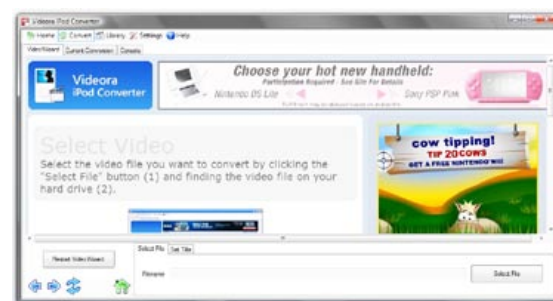 Videora iPod Converter
Home Convert Library Settings Help
Video Wizard Current Conversion Console
Videora
iPod Converter
Choose your hot new handheld:
Participation Required - See Site For Details
Nintendo DS Lite Sony PSP Pink
Select Video
Select the video file you want to convert by clicking the
"Select File" button (1) and finding the video file on your
hard drive (2).
cow tipping!
TIP 20 COWS
GET A FREE NINTENDO WII
Select File Set Title
Restart Video Wizard
Filename
Select File